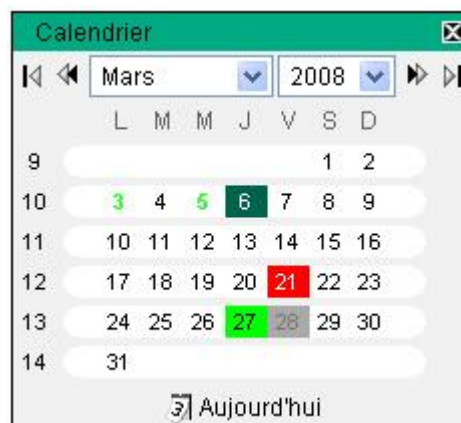 Calendrier
Mars 2008
L M M J V S D
9 1 2
10 3 4 5 6 7 8 9
11 10 11 12 13 14 15 16
12 17 18 19 20 21 22 23
13 24 25 26 27 28 29 30
14 31
Aujourd'hui